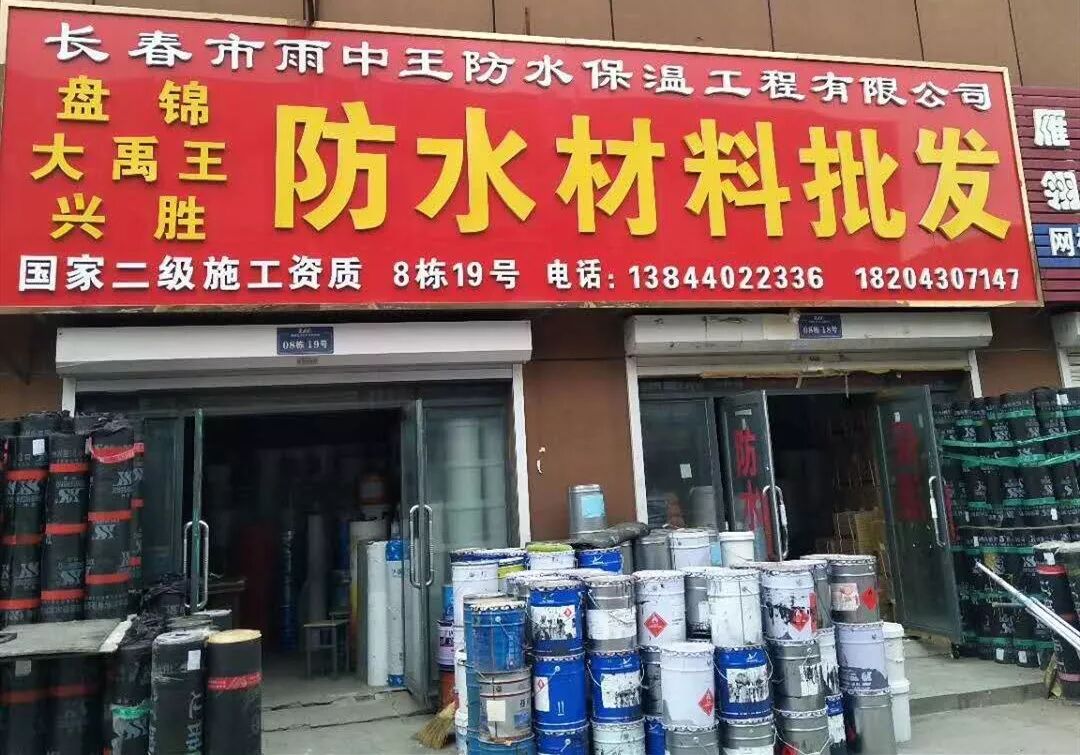 长春市雨中王防水保温工程有限公司
盘锦
大禹王
兴胜
防水材料批发
国家二级施工资质 8栋19号 电话：13844022336 18204307147
雁翎
网
08栋 19号
08栋 18号
防水